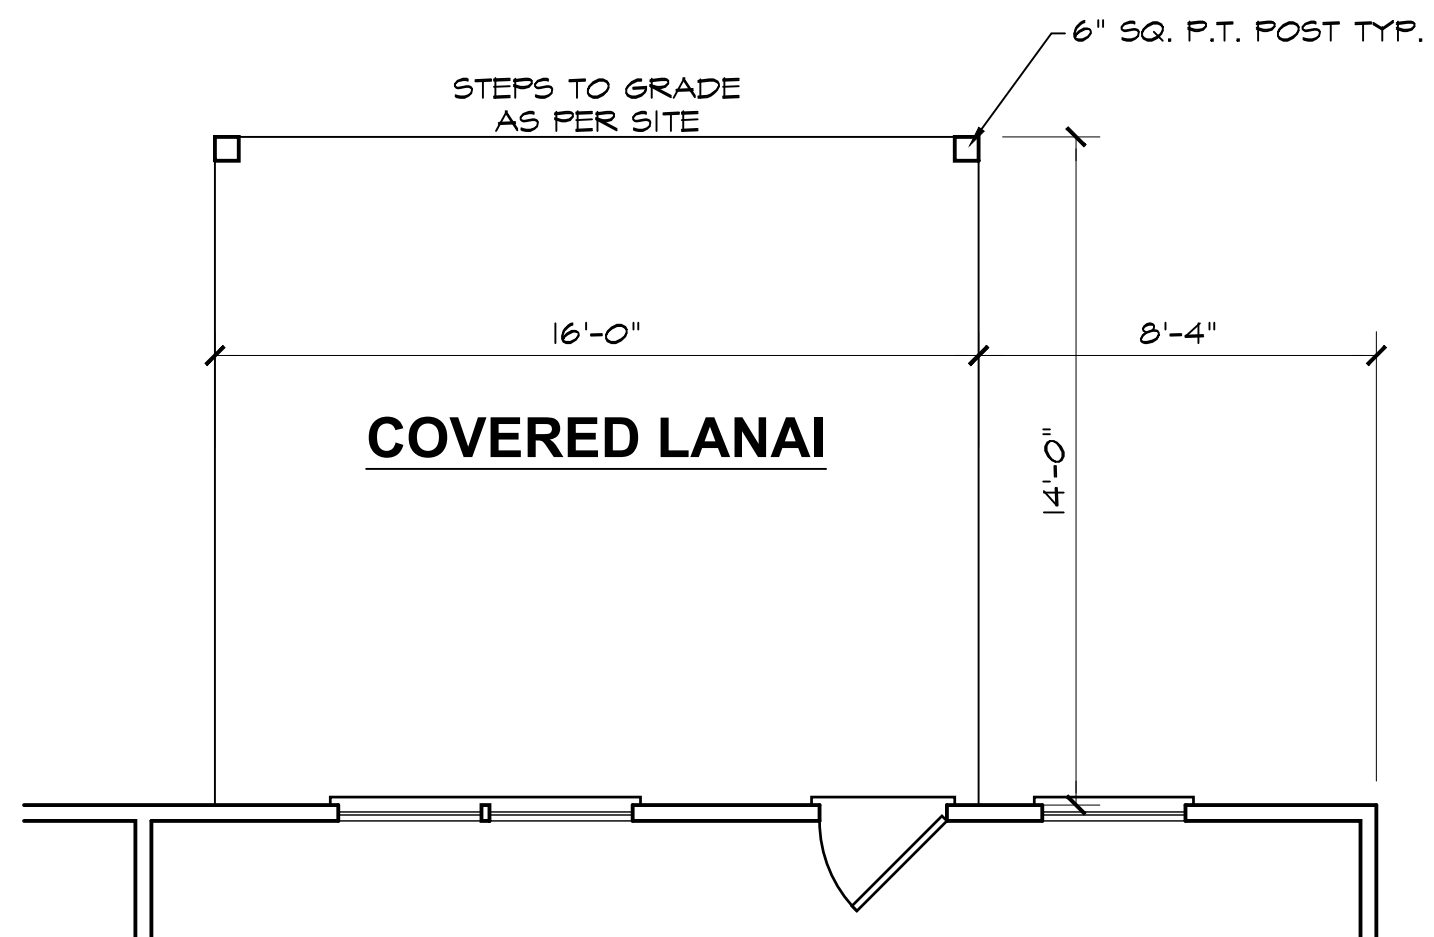 6" SQ. P.T. POST TYP.
STEPS TO GRADE
AS PER SITE
16'-0"
8'-4"
COVERED LANAI
14'-0"